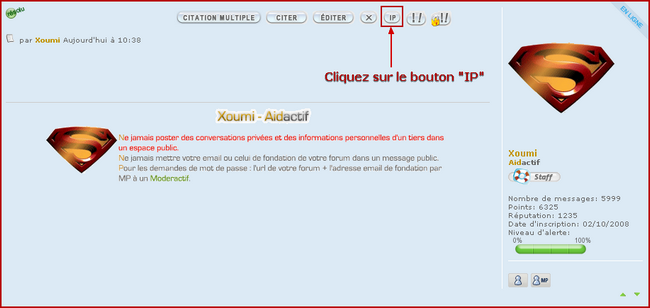 résolu
CITATION MULTIPLE CITER ÉDITER X IP
EN LIGNE
par Xoumi Aujourd'hui à 10:38
Cliquez sur le bouton "IP"
Xoumi - Aidactif
Ne jamais poster des conversations privées et des informations personnelles d'un tiers dans
un espace public.
Ne jamais mettre votre email ou celui de fondation de votre forum dans un message public.
Pour les demandes de mot de passe : l'url de votre forum + l'adresse email de fondation par
MP à un Moderactif.
Xoumi
Aidactif
Staff
Nombre de messages: 5999
Points: 6325
Réputation: 1235
Date d'inscription: 02/10/2008
Niveau d'alerte:
0% 100%
MP